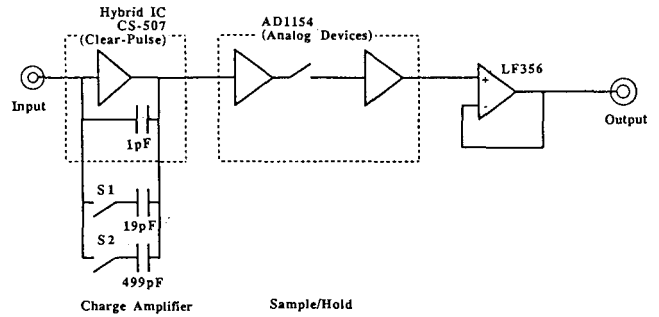 Hybrid IC
CS-507
(Clear-Pulse)
AD1154
(Analog Devices)
LF356
+
-
Input
Output
1pF
S1
19pF
S2
499pF
Charge Amplifier
Sample/Hold